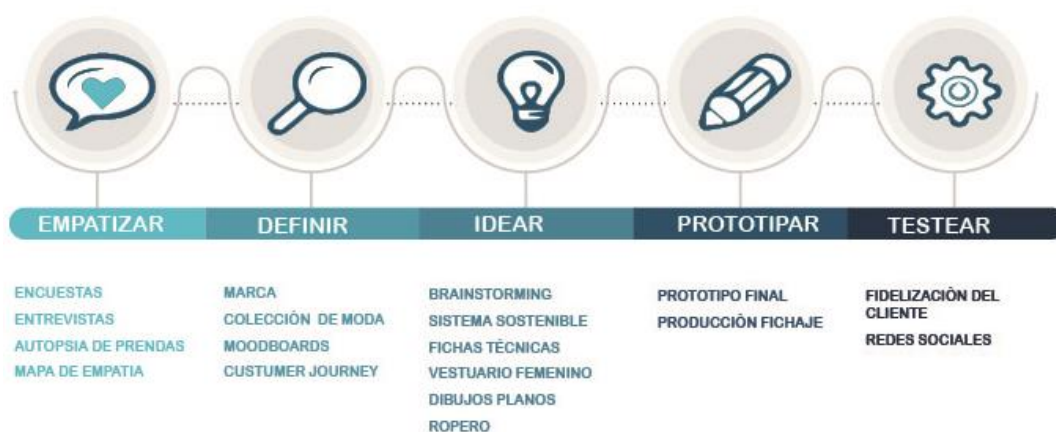 EMPATIZAR
DEFINIR
IDEAR
PROTOTIPAR
TESTEAR
ENCUESTAS
ENTREVISTAS
AUTOPSIA DE PRENDAS
MAPA DE EMPATIA
MARCA
COLECCIÒN DE MODA
MOODBOARDS
CUSTUMER JOURNEY
BRAINSTORMING
SISTEMA SOSTENIBLE
FICHAS TÈCNICAS
VESTUARIO FEMENINO
DIBUJOS PLANOS
ROPERO
PROTOTIPO FINAL
PRODUCCIÒN FICHAJE
FIDELIZACIÒN DEL
CLIENTE
REDES SOCIALES